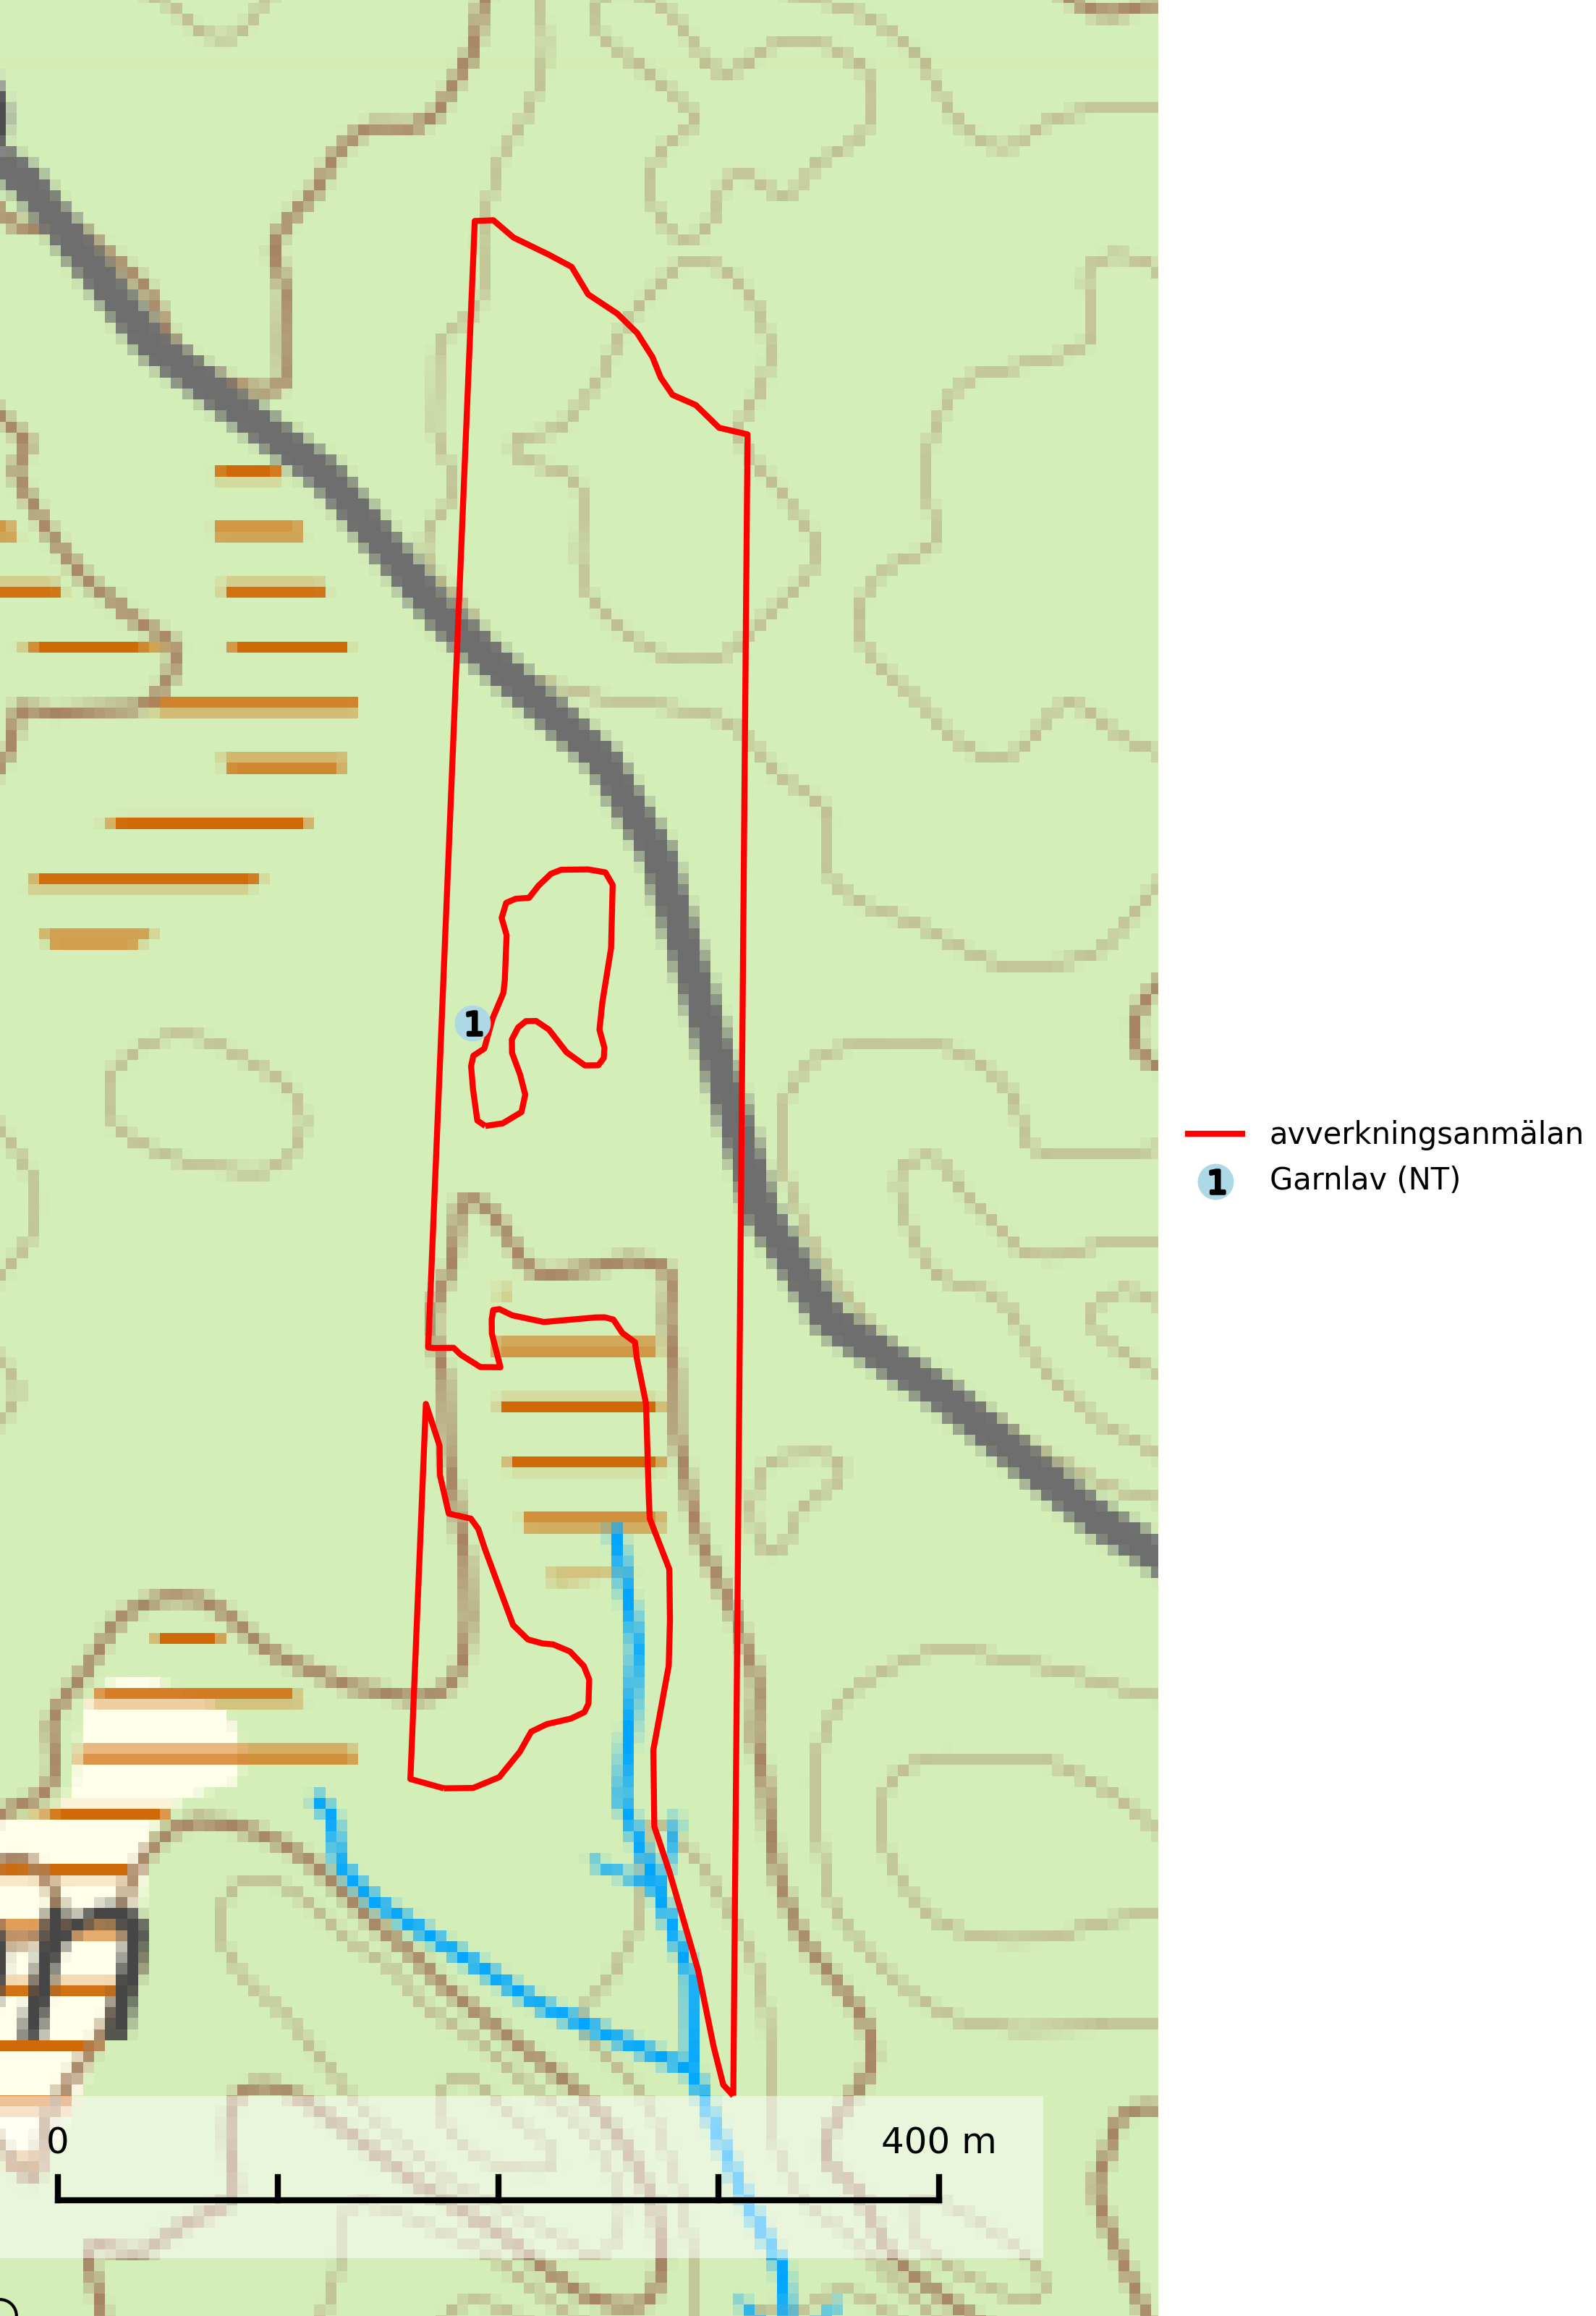 1
avverkningsanmälan
1 Garnlav (NT)
0 400 m